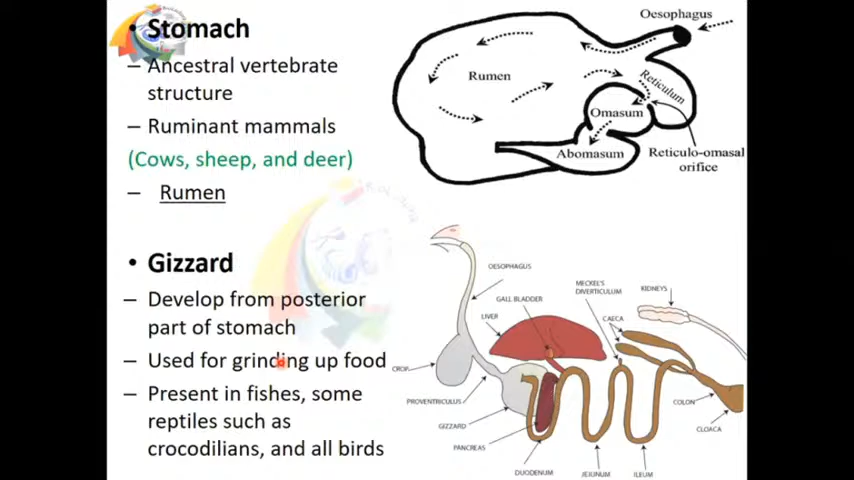 • Stomach
– Ancestral vertebrate
structure
– Ruminant mammals
(Cows, sheep, and deer)
– Rumen
• Gizzard
– Develop from posterior
part of stomach
– Used for grinding up food
– Present in fishes, some
reptiles such as
crocodilians, and all birds
Oesophagus
Rumen
Reticulum
Omasum
Abomasum
Reticulo-omasal
orifice
OESOPHAGUS
MECKEL'S
DIVERTICULUM
KIDNEYS
GALL BLADDER
LIVER
CAECA
CROP
PROVENTRICULUS
COLON
GIZZARD
CLOACA
PANCREAS
DUODENUM
JEIJUNUM
ILEUM